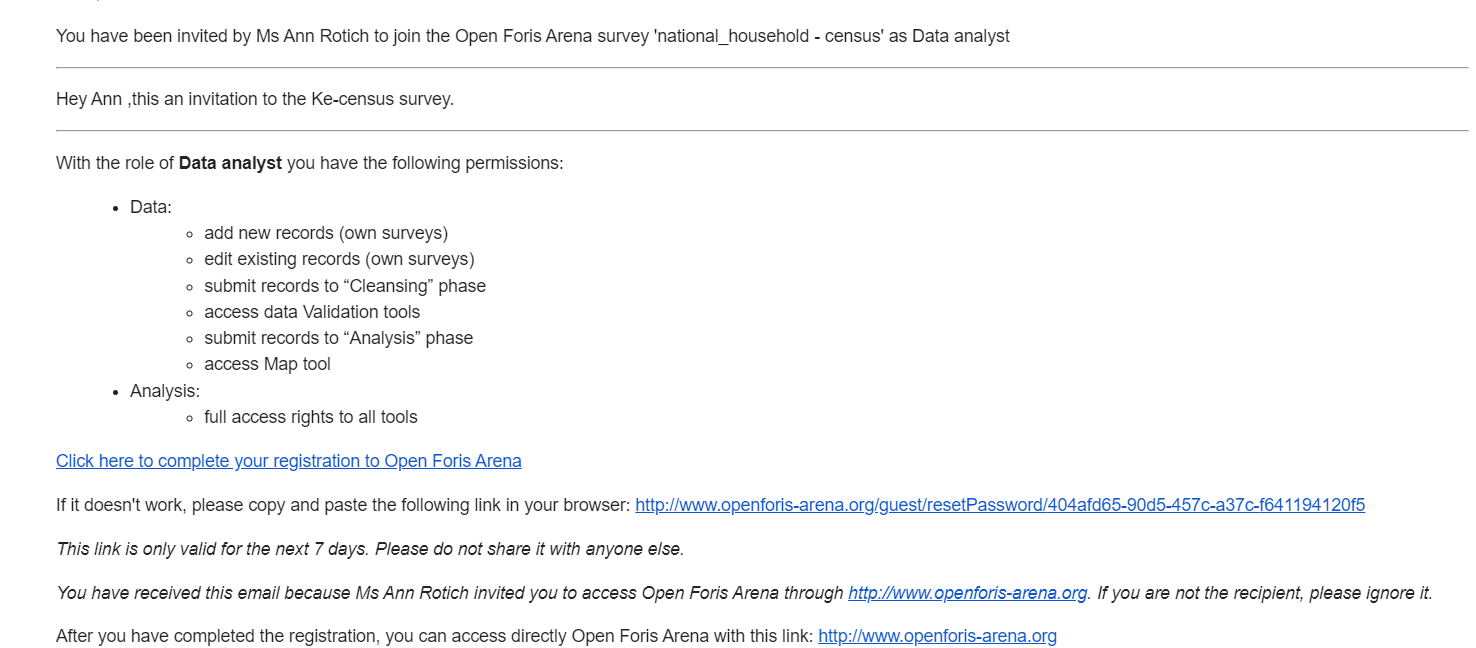 You have been invited by Ms Ann Rotich to join the Open Foris Arena survey 'national_household - census' as Data analyst
Hey Ann ,this an invitation to the Ke-census survey.
With the role of Data analyst you have the following permissions:
Data:
add new records (own surveys)
edit existing records (own surveys)
submit records to “Cleansing” phase
access data Validation tools
submit records to “Analysis” phase
access Map tool
Analysis:
full access rights to all tools
Click here to complete your registration to Open Foris Arena
If it doesn't work, please copy and paste the following link in your browser: http://www.openforis-arena.org/guest/resetPassword/404afd65-90d5-457c-a37c-f641194120f5
This link is only valid for the next 7 days. Please do not share it with anyone else.
You have received this email because Ms Ann Rotich invited you to access Open Foris Arena through http://www.openforis-arena.org. If you are not the recipient, please ignore it.
After you have completed the registration, you can access directly Open Foris Arena with this link: http://www.openforis-arena.org